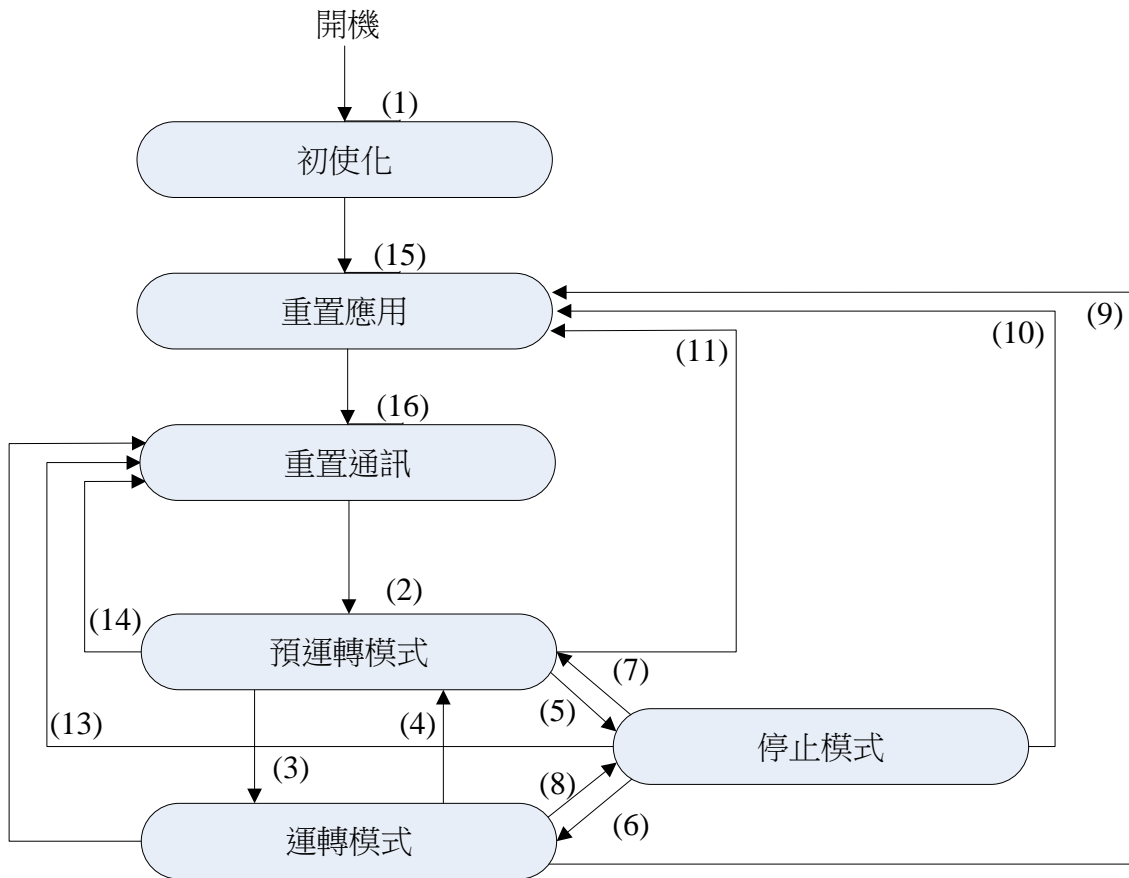 開機
(1)
初使化
(15)
重置應用
(9)
(10)
(11)
(16)
重置通訊
(2)
(14)
預運轉模式
(7)
(5)
(13)
(4)
停止模式
(3)
(8)
(6)
運轉模式